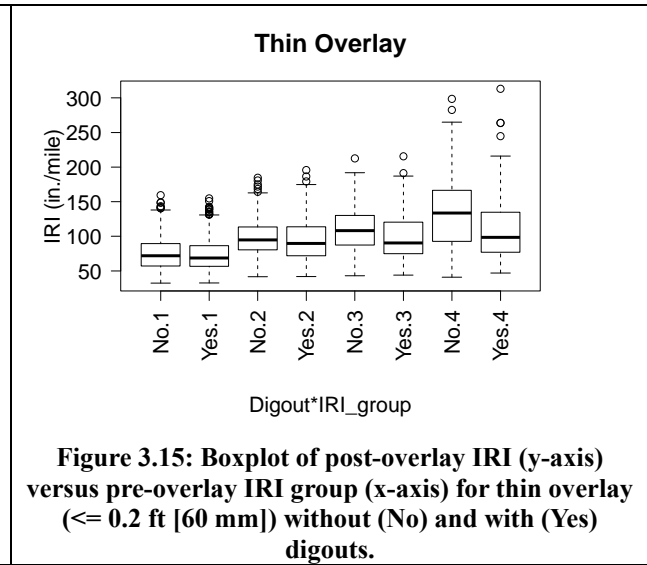 Thin Overlay
IRI (in./mile)
300
250
200
150
100
50
No.1
Yes.1
No.2
Yes.2
No.3
Yes.3
No.4
Yes.4
Digout*IRI_group
Figure 3.15: Boxplot of post-overlay IRI (y-axis)
versus pre-overlay IRI group (x-axis) for thin overlay
(<= 0.2 ft [60 mm]) without (No) and with (Yes)
digouts.